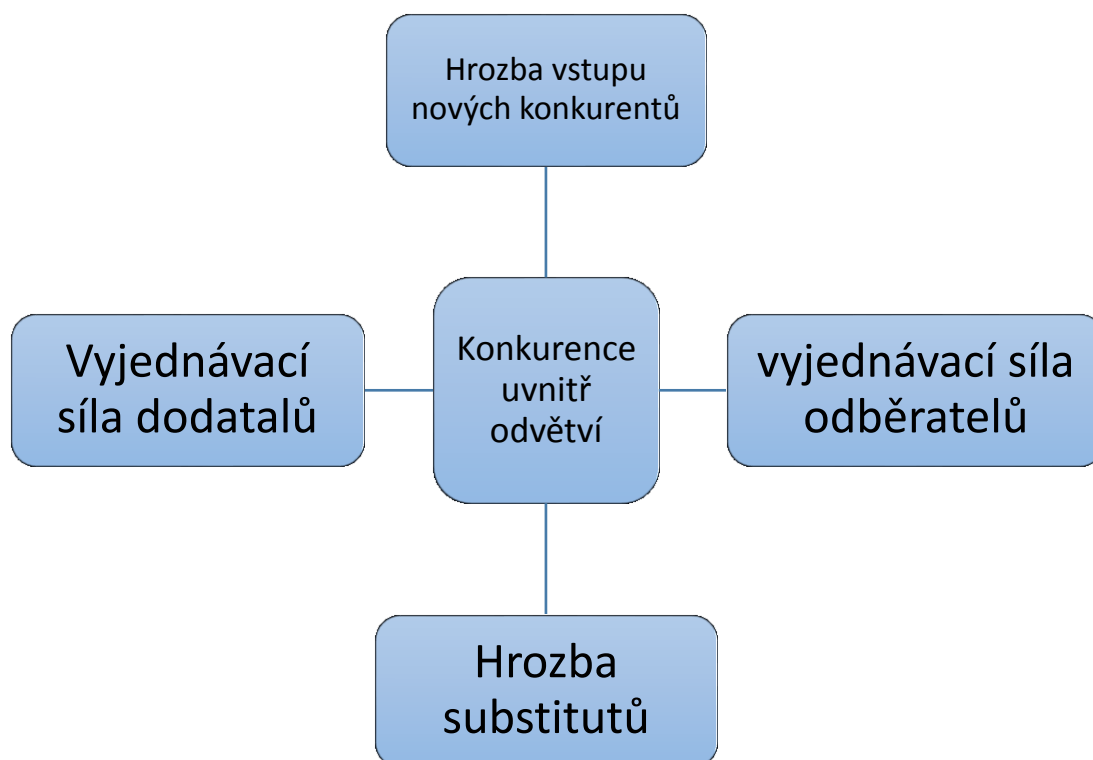 Hrozba vstupu
nových konkurentů
Vyjednávací
síla dodatalů
Konkurence
uvnitř
odvětví
vyjednávací síla
odběratelů
Hrozba
substitutů